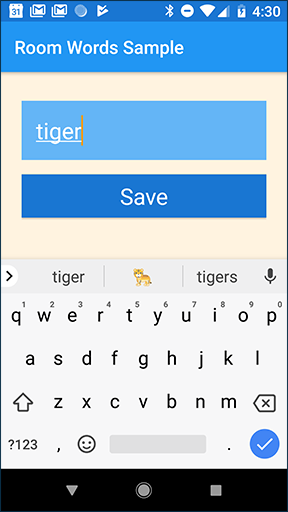 31 4:30
Room Words Sample
tiger
Save
tiger 🐅 tigers
1 2 3 4 5 6 7 8 9 0
q w e r t y u i o p
a s d f g h j k l
z x c v b n m
?123 , .